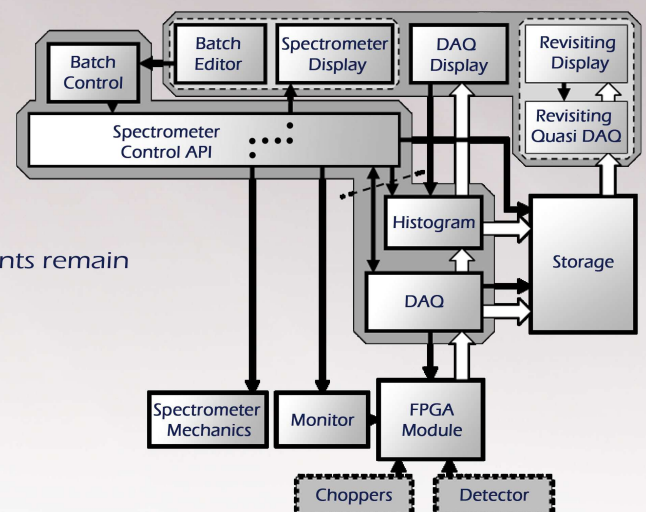 Batch
Editor
Spectrometer
Display
DAQ
Display
Revisiting
Display
Batch
Control
Revisiting
Quasi DAQ
Spectrometer
Control API
Histogram
nts remain
Storage
DAQ
Spectrometer
Mechanics
Monitor
FPGA
Module
Choppers
Detector